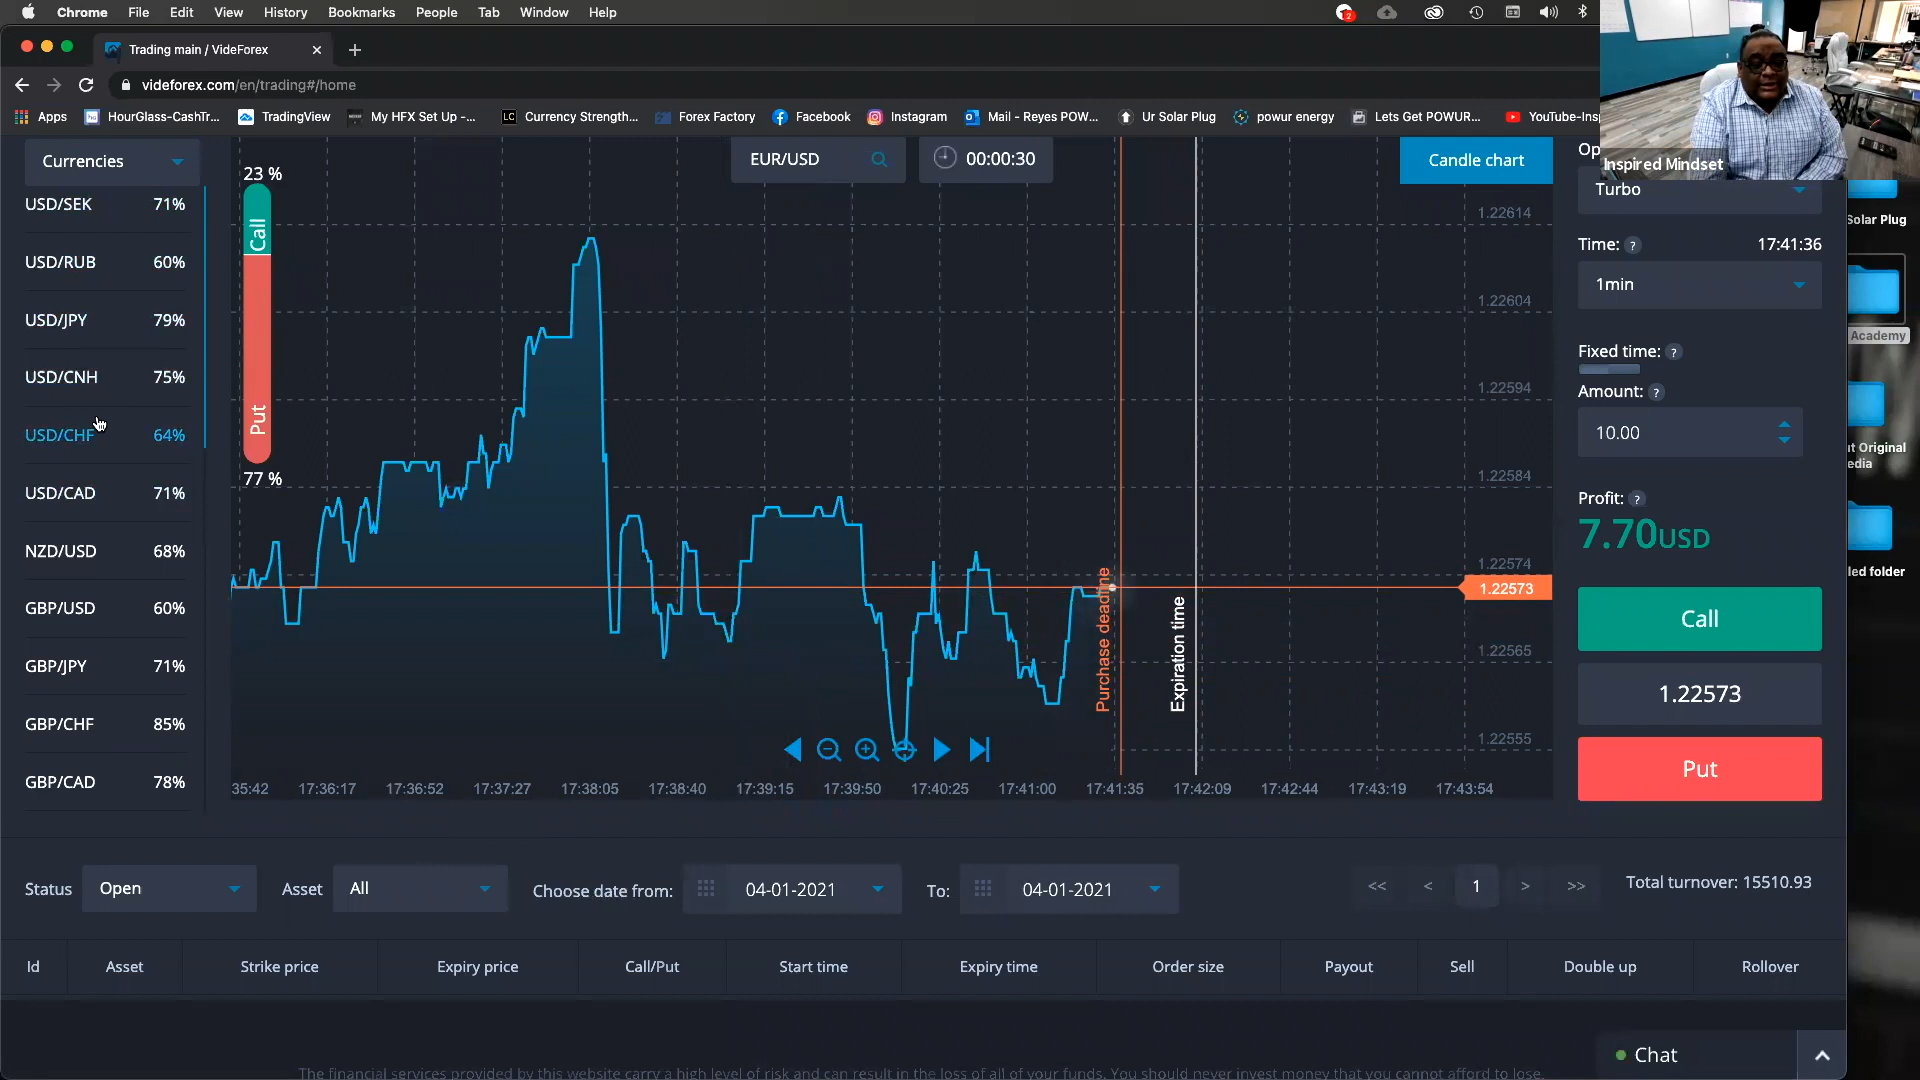 Chrome File Edit View History Bookmarks People Tab Window Help
2
Trading main / VideForex
videforex.com/en/trading#/home
Apps HourGlass-CashTr... TradingView My HFX Set Up -... LC Currency Strength... Forex Factory Facebook Instagram Mail - Reyes POW... Ur Solar Plug powur energy Lets Get POWUR... YouTube-Ins
Inspired Mindset
Currencies
USD/SEK 71%
USD/RUB 60%
USD/JPY 79%
USD/CNH 75%
USD/CHF 64%
USD/CAD 71%
NZD/USD 68%
GBP/USD 60%
GBP/JPY 71%
GBP/CHF 85%
GBP/CAD 78%
23 %
Call
Put
77 %
EUR/USD
00:00:30
Candle chart
1.22614
1.22604
1.22594
1.22584
1.22574
1.22573
1.22565
1.22555
Purchase deadline
Expiration time
35:42 17:36:17 17:36:52 17:37:27 17:38:05 17:38:40 17:39:15 17:39:50 17:40:25 17:41:00 17:41:35 17:42:09 17:42:44 17:43:19 17:43:54
Op
Turbo
Time: ? 17:41:36
1min
Fixed time: ?
Amount: ?
10.00
Profit: ?
7.70USD
Call
1.22573
Put
Solar Plug
Academy
ut Original
edia
led folder
Status Open Asset All Choose date from: 04-01-2021 To: 04-01-2021 << < 1 > >> Total turnover: 15510.93
Id Asset Strike price Expiry price Call/Put Start time Expiry time Order size Payout Sell Double up Rollover
Chat
The financial services provided by this website carry a high level of risk and can result in the loss of all of your funds. You should never invest money that you cannot afford to lose.